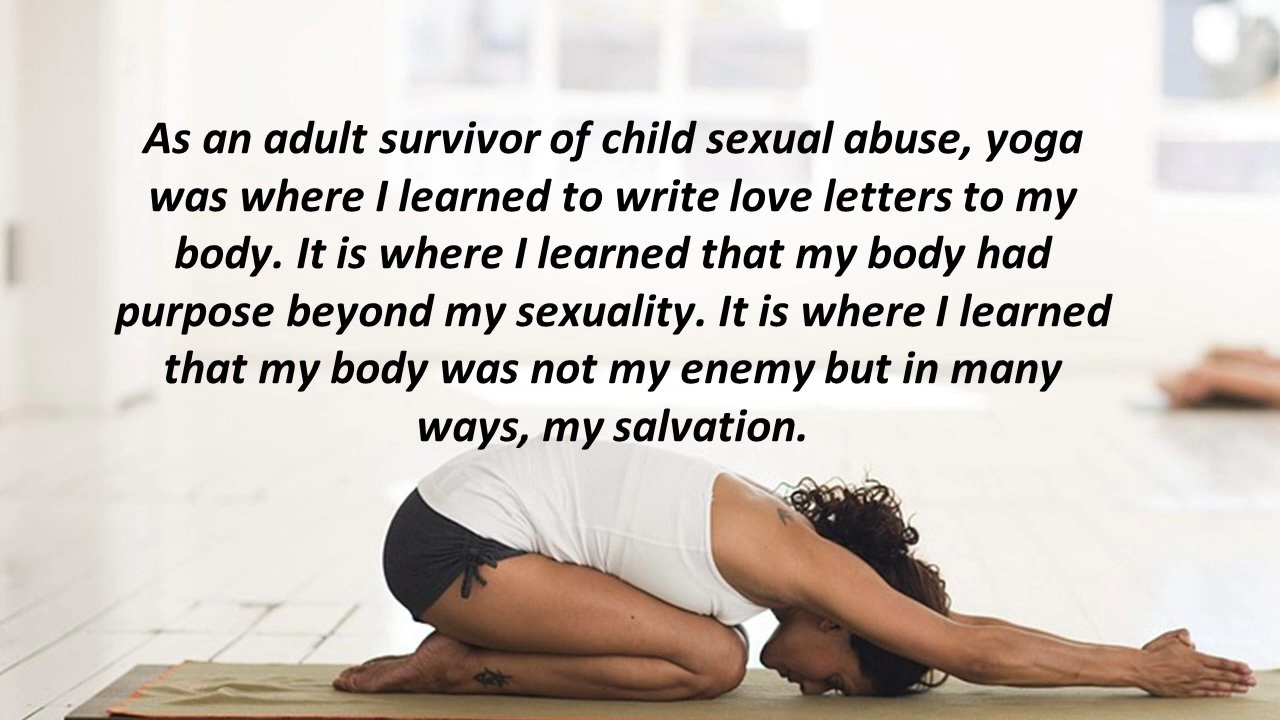 As an adult survivor of child sexual abuse, yoga
was where I learned to write love letters to my
body. It is where I learned that my body had
purpose beyond my sexuality. It is where I learned
that my body was not my enemy but in many
ways, my salvation.